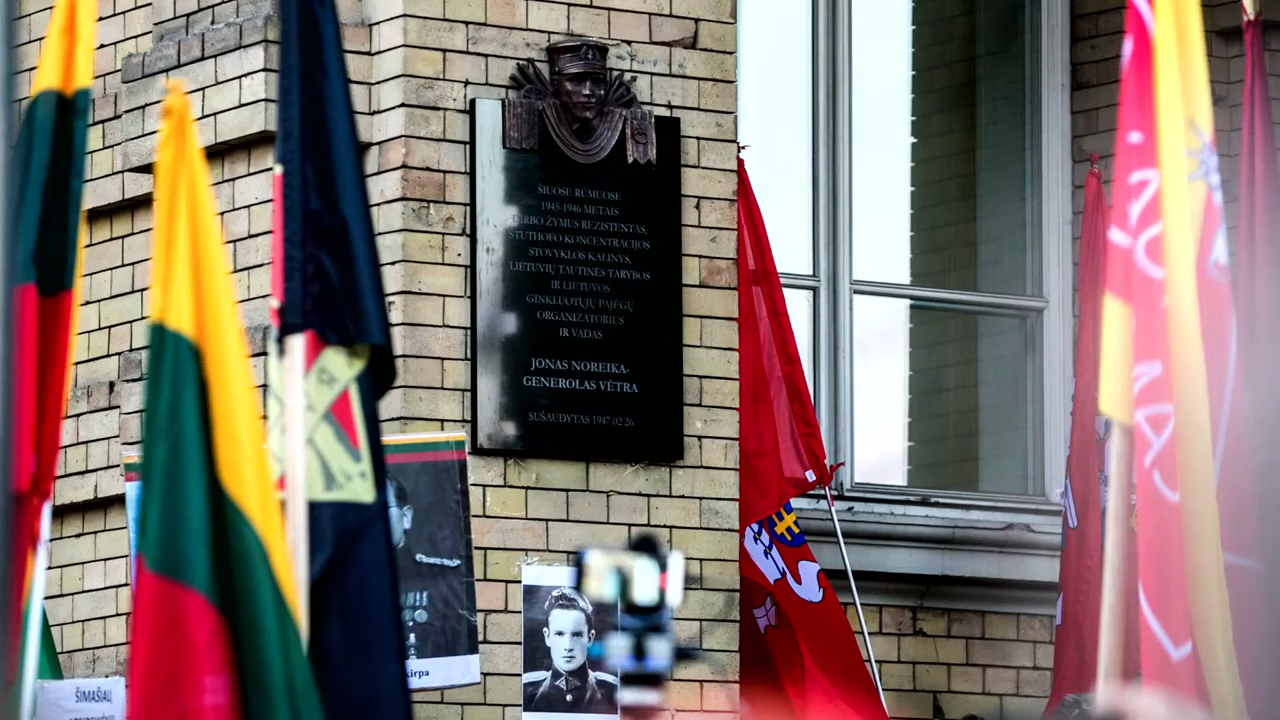 ŠIUOSE RŪMUOSE
1945-1946 METAIS
DIRBO ŽYMUS REZISTENTAS,
STUTHOFO KONCENTRACIJOS
STOVYKLOS KALINYS,
LIETUVIŲ TAUTINĖS TARYBOS
IR LIETUVOS
GINKLUOTŲJŲ PAJĖGŲ
ORGANIZATORIUS
IR VADAS
JONAS NOREIKA-
GENEROLAS VĖTRA
SUŠAUDYTAS 1947 02 26
kirpa
ŠIMAŠIAU,